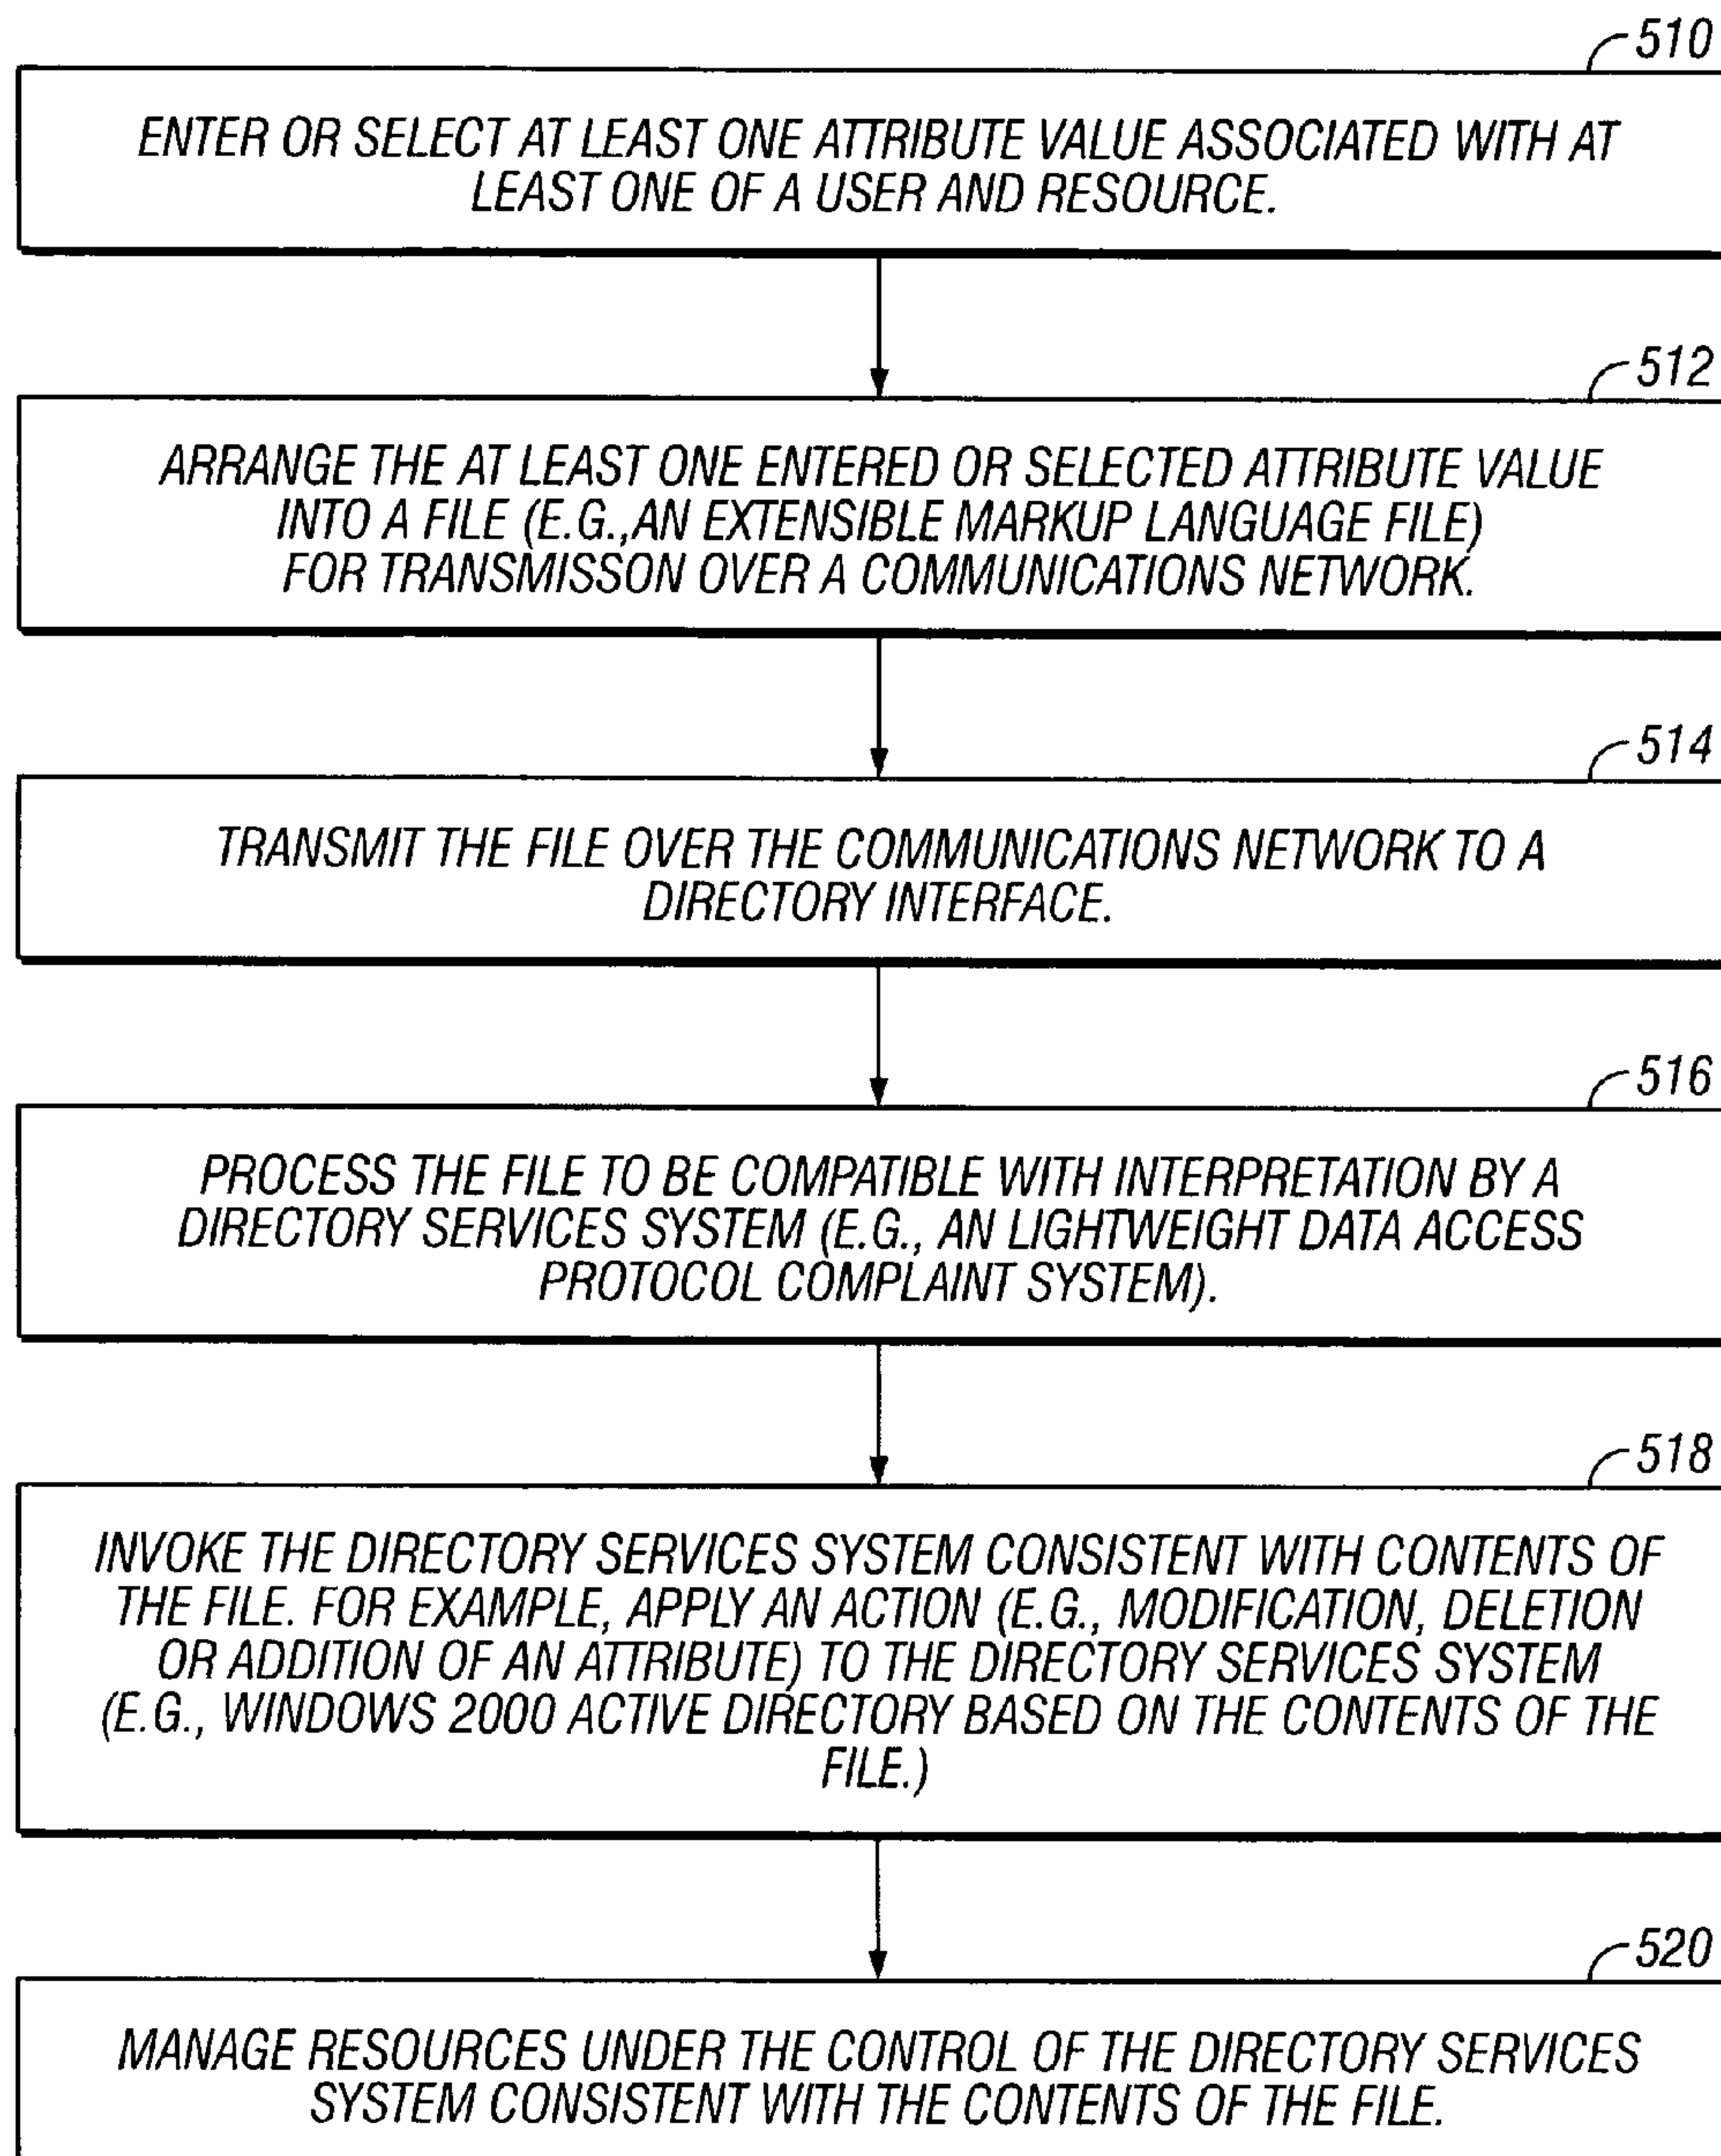 510
ENTER OR SELECT AT LEAST ONE ATTRIBUTE VALUE ASSOCIATED WITH AT
LEAST ONE OF A USER AND RESOURCE.
512
ARRANGE THE AT LEAST ONE ENTERED OR SELECTED ATTRIBUTE VALUE
INTO A FILE (E.G.,AN EXTENSIBLE MARKUP LANGUAGE FILE)
FOR TRANSMISSON OVER A COMMUNICATIONS NETWORK.
514
TRANSMIT THE FILE OVER THE COMMUNICATIONS NETWORK TO A
DIRECTORY INTERFACE.
516
PROCESS THE FILE TO BE COMPATIBLE WITH INTERPRETATION BY A
DIRECTORY SERVICES SYSTEM (E.G., AN LIGHTWEIGHT DATA ACCESS
PROTOCOL COMPLAINT SYSTEM).
518
INVOKE THE DIRECTORY SERVICES SYSTEM CONSISTENT WITH CONTENTS OF
THE FILE. FOR EXAMPLE, APPLY AN ACTION (E.G., MODIFICATION, DELETION
OR ADDITION OF AN ATTRIBUTE) TO THE DIRECTORY SERVICES SYSTEM
(E.G., WINDOWS 2000 ACTIVE DIRECTORY BASED ON THE CONTENTS OF THE
FILE.)
520
MANAGE RESOURCES UNDER THE CONTROL OF THE DIRECTORY SERVICES
SYSTEM CONSISTENT WITH THE CONTENTS OF THE FILE.